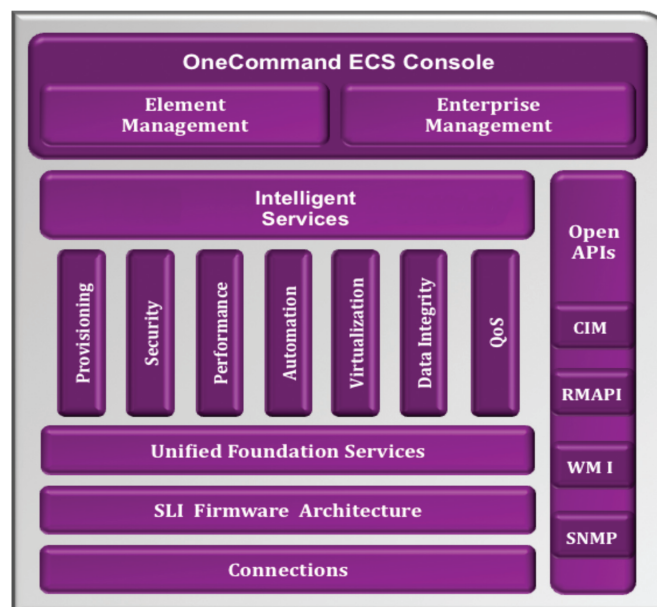 OneCommand ECS Console
Element
Management
Enterprise
Management
Intelligent
Services
Provisioning
Security
Performance
Automation
Virtualization
Data Integrity
QoS
Unified Foundation Services
SLI Firmware Architecture
Connections
Open
APIs
CIM
RMAPI
WM I
SNMP